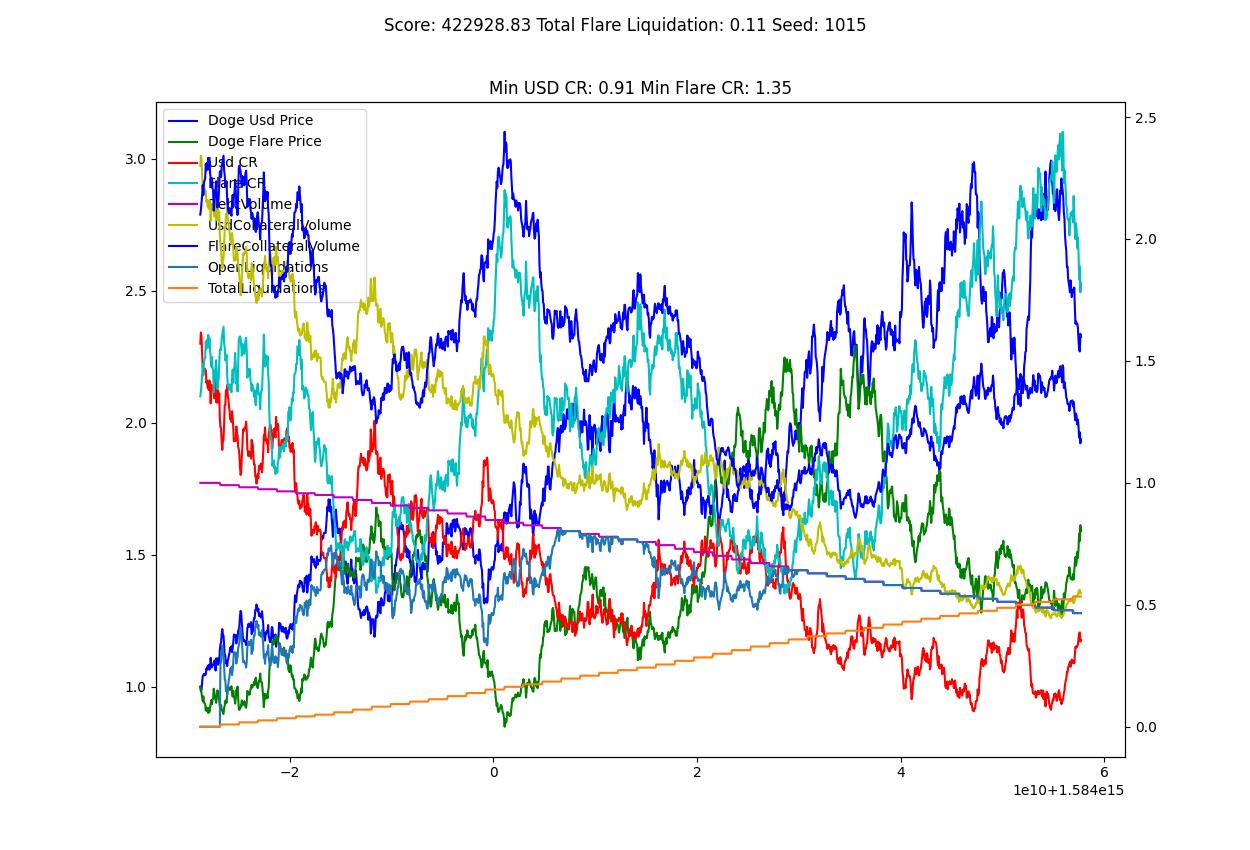 Score: 422928.83 Total Flare Liquidation: 0.11 Seed: 1015
Min USD CR: 0.91 Min Flare CR: 1.35
Doge Usd Price
Doge Flare Price
Usd CR
Flare CR
DebtVolume
UsdCollateralVolume
FlareCollateralVolume
OpenLiquidations
TotalLiquidations
3.0
2.5
2.0
1.5
1.0
2.5
2.0
1.5
1.0
0.5
0.0
−2
0
2
4
6
1e10+1.584e15